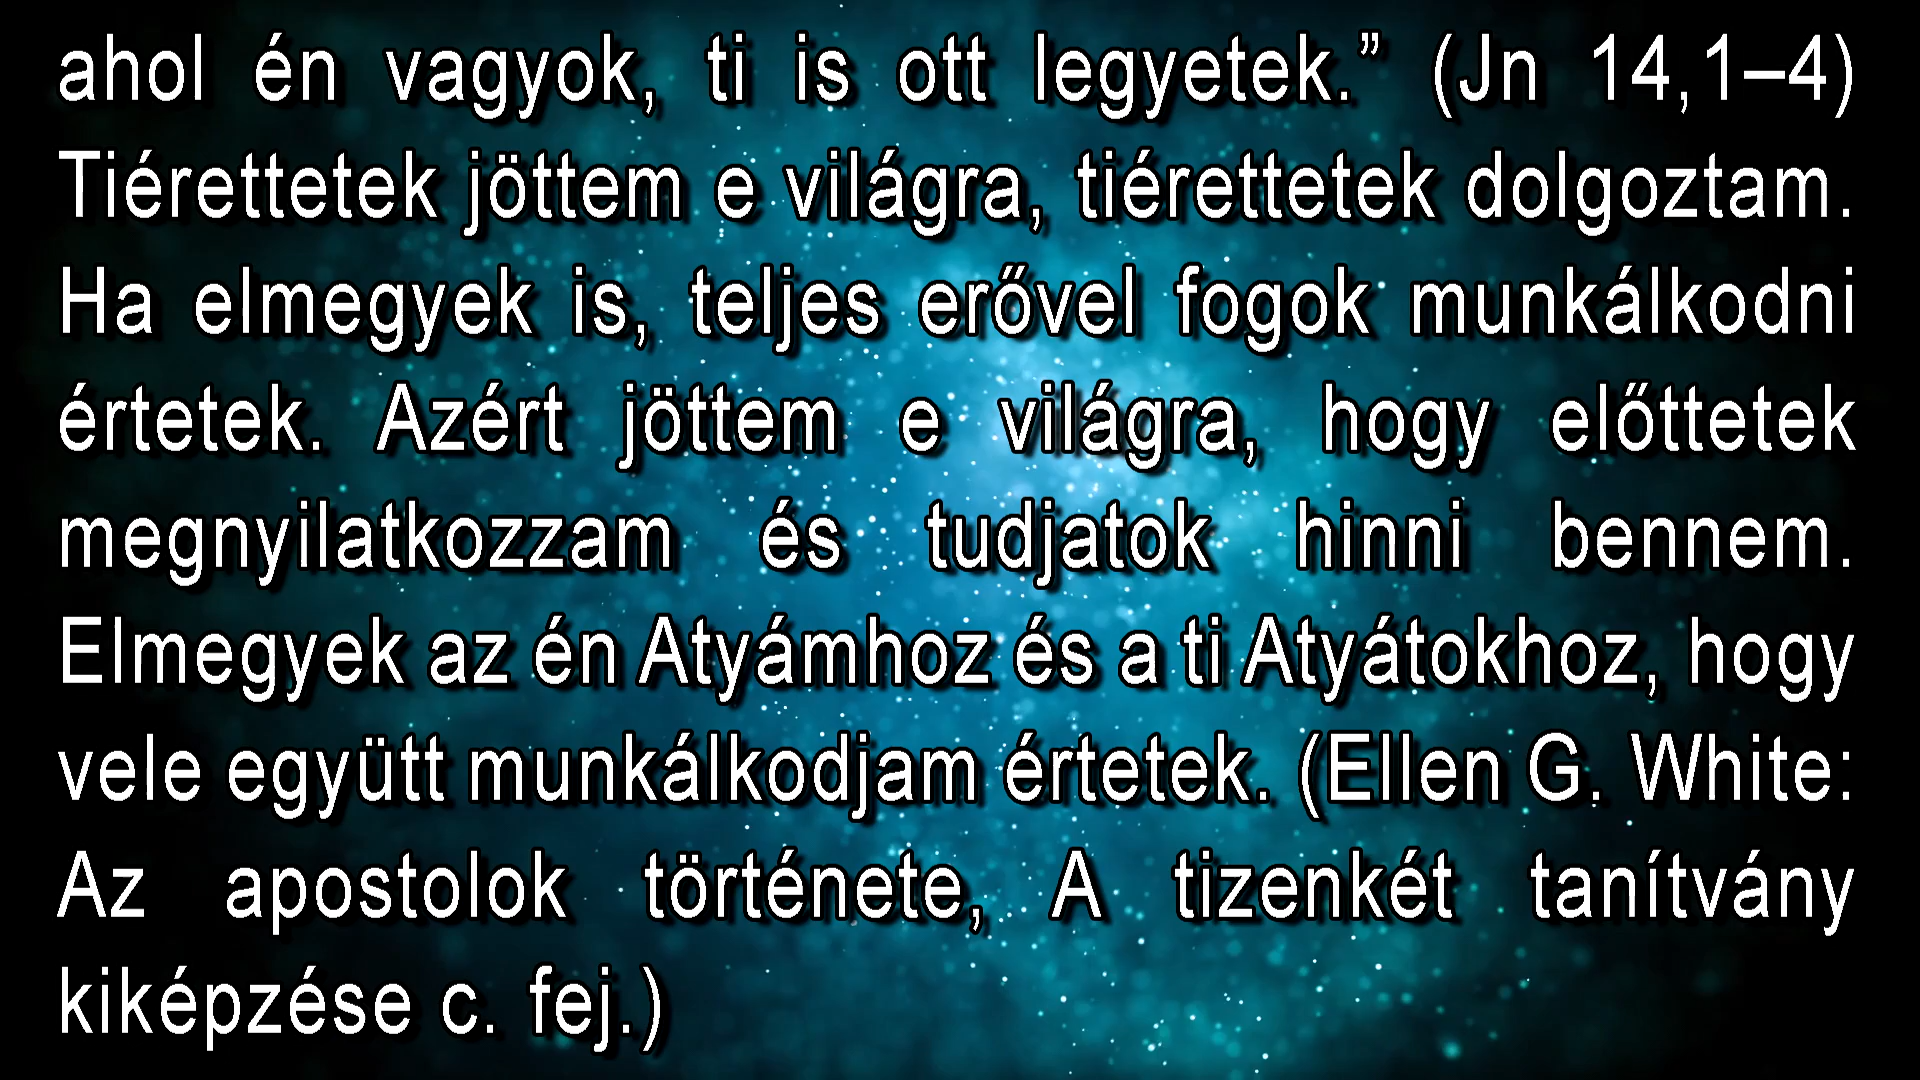 ahol én vagyok, ti is ott legyetek.” (Jn 14,1–4)
Tiérettetek jöttem e világra, tiérettetek dolgoztam.
Ha elmegyek is, teljes erővel fogok munkálkodni
értetek. Azért jöttem e világra, hogy előttetek
megnyilatkozzam és tudjatok hinni bennem.
Elmegyek az én Atyámhoz és a ti Atyátokhoz, hogy
vele együtt munkálkodjam értetek. (Ellen G. White:
Az apostolok története, A tizenkét tanítvány
kiképzése c. fej.)